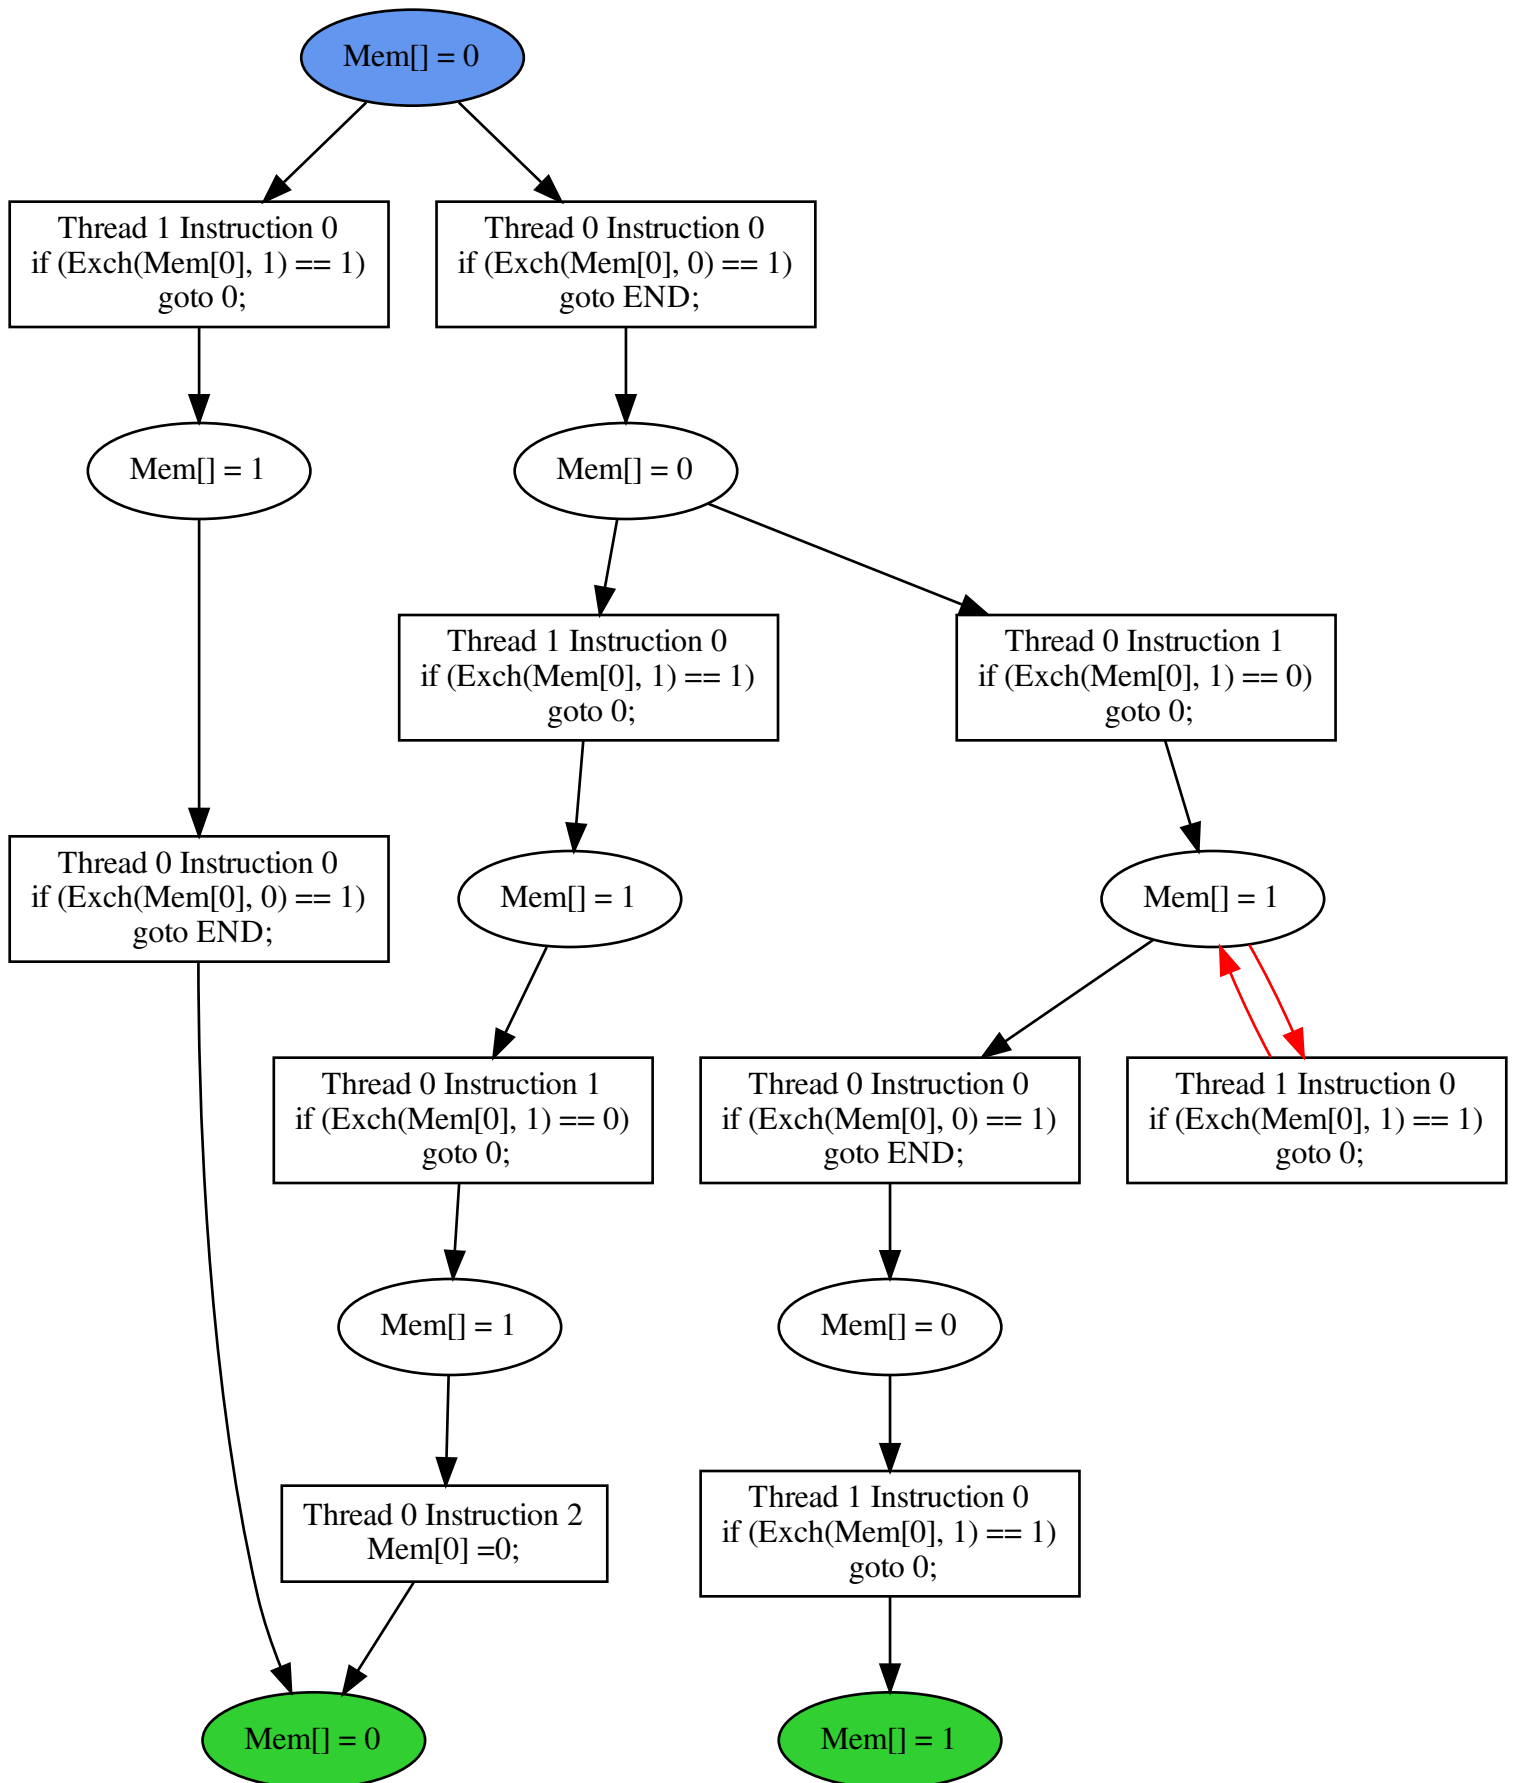 Mem[] = 0
Thread 1 Instruction 0
if (Exch(Mem[0], 1) == 1)
goto 0;
Thread 0 Instruction 0
if (Exch(Mem[0], 0) == 1)
goto END;
Mem[] = 1
Mem[] = 0
Thread 1 Instruction 0
if (Exch(Mem[0], 1) == 1)
goto 0;
Thread 0 Instruction 1
if (Exch(Mem[0], 1) == 0)
goto 0;
Thread 0 Instruction 0
if (Exch(Mem[0], 0) == 1)
goto END;
Mem[] = 1
Mem[] = 1
Thread 0 Instruction 1
if (Exch(Mem[0], 1) == 0)
goto 0;
Thread 0 Instruction 0
if (Exch(Mem[0], 0) == 1)
goto END;
Thread 1 Instruction 0
if (Exch(Mem[0], 1) == 1)
goto 0;
Mem[] = 1
Mem[] = 0
Thread 0 Instruction 2
Mem[0] =0;
Thread 1 Instruction 0
if (Exch(Mem[0], 1) == 1)
goto 0;
Mem[] = 0
Mem[] = 1